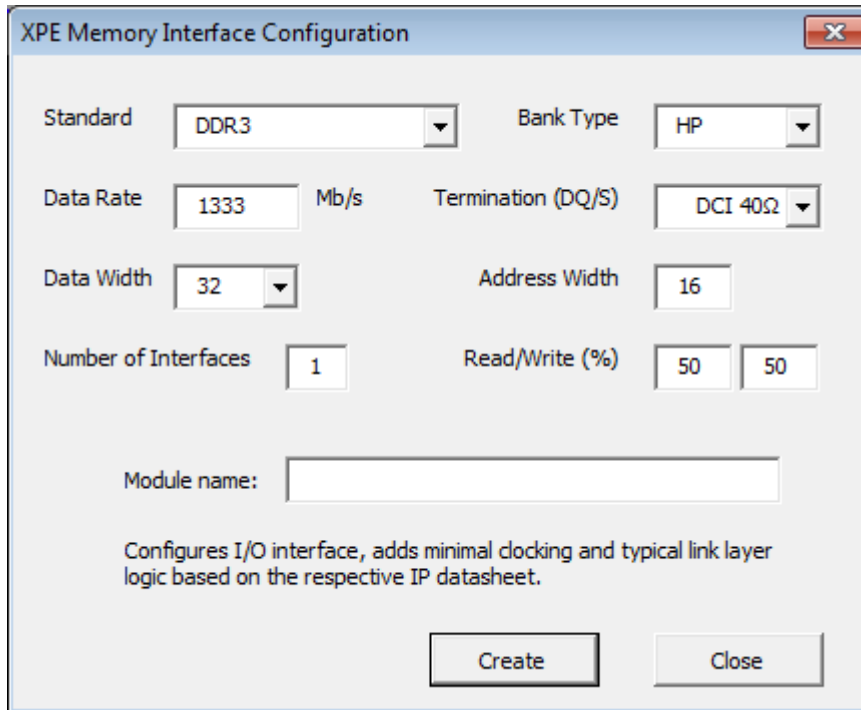 XPE Memory Interface Configuration
Standard DDR3 Bank Type HP
Data Rate 1333 Mb/s Termination (DQ/S) DCI 40Ω
Data Width 32 Address Width 16
Number of Interfaces 1 Read/Write (%) 50 50
Module name:
Configures I/O interface, adds minimal clocking and typical link layer
logic based on the respective IP datasheet.
Create Close